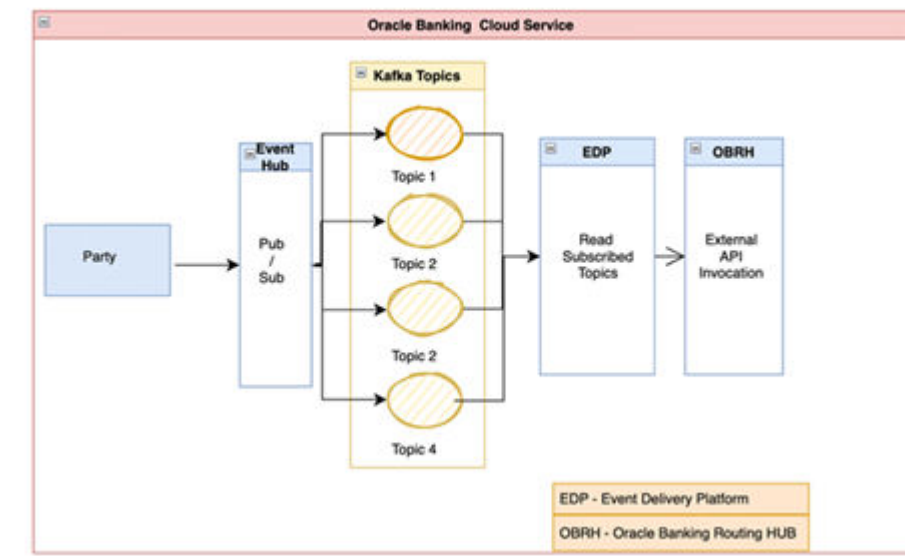 Oracle Banking Cloud Service
Kafka Topics
Event
Hub
Pub
/
Sub
Party
Topic 1
Topic 2
Topic 2
Topic 4
EDP
Read
Subscribed
Topics
OBRH
External
API
Invocation
EDP - Event Delivery Platform
OBRH - Oracle Banking Routing HUB